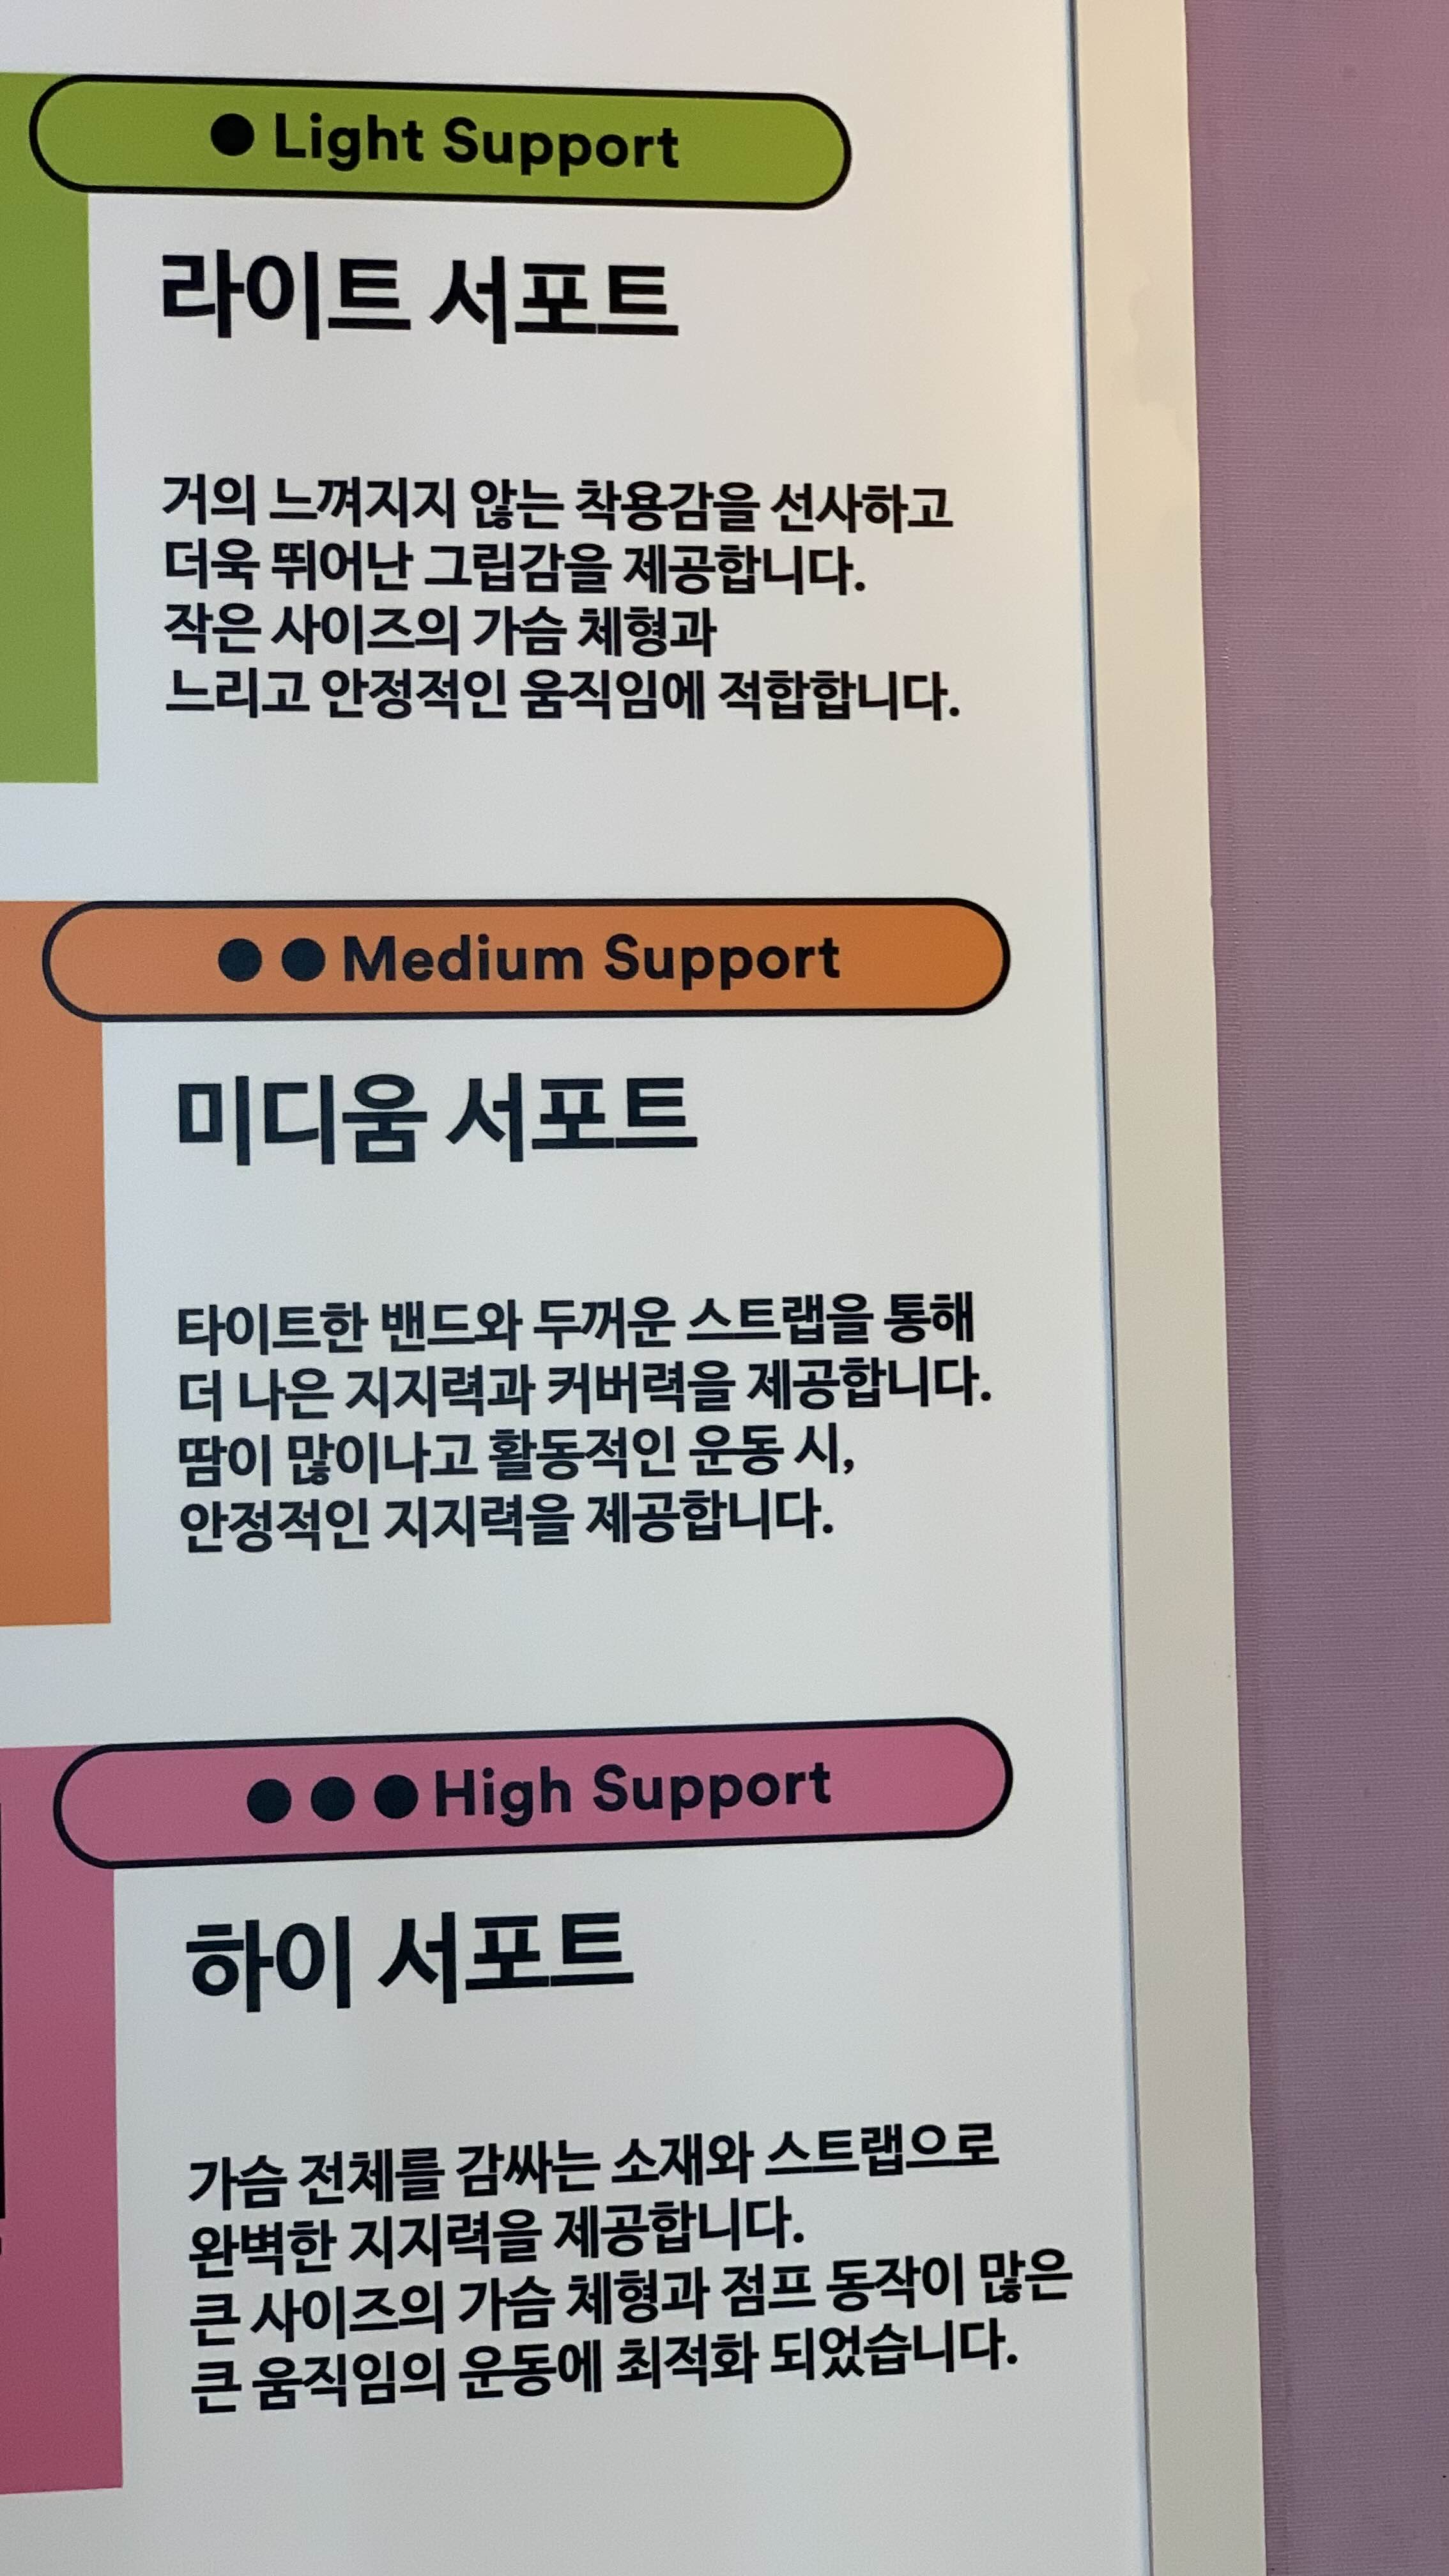 ● Light Support
라이트 서포트
거의 느껴지지 않는 착용감을 선사하고
더욱 뛰어난 그립감을 제공합니다.
작은 사이즈의 가슴 체형과
느리고 안정적인 움직임에 적합합니다.
●● Medium Support
미디움 서포트
타이트한 밴드와 두꺼운 스트랩을 통해
더 나은 지지력과 커버력을 제공합니다.
땀이 많이나고 활동적인 운동 시,
안정적인 지지력을 제공합니다.
●●● High Support
하이 서포트
가슴 전체를 감싸는 소재와 스트랩으로
완벽한 지지력을 제공합니다.
큰 사이즈의 가슴 체형과 점프 동작이 많은
큰 움직임의 운동에 최적화 되었습니다.